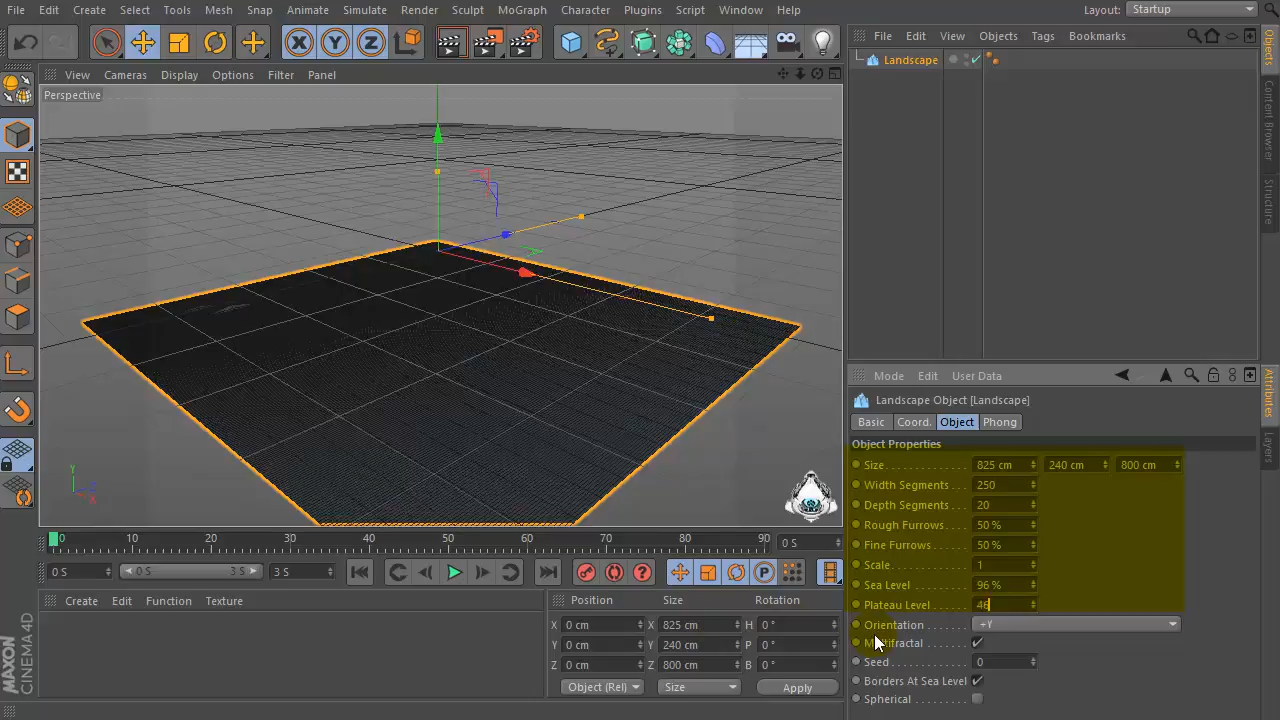 File Edit Create Select Tools Mesh Snap Animate Simulate Render Sculpt MoGraph Character Plugins Script Window Help Layout: Startup
X Y Z
File Edit View Objects Tags Bookmarks
View Cameras Display Options Filter Panel
Landscape
Perspective
Objects
Content Browser
Structure
Mode Edit User Data
Attributes
Layers
Landscape Object [Landscape]
Basic Coord. Object Phong
Object Properties
Size 825 cm 240 cm 800 cm
Width Segments 250
Depth Segments 20
Rough Furrows 50 %
Fine Furrows 50 %
Scale 1
Sea Level 96 %
Plateau Level 46
Orientation +Y
Multifractal
Seed 0
Borders At Sea Level
Spherical
Y
Z
X
0 10 20 30 40 50 60 70 80 90 0 S
0 S 0 S 3 S 3 S P
Create Edit Function Texture
Position Size Rotation
X 0 cm X 825 cm H 0 °
Y 0 cm Y 240 cm P 0 °
Z 0 cm Z 800 cm B 0 °
Object (Rel) Size Apply
MAXON
CINEMA 4D